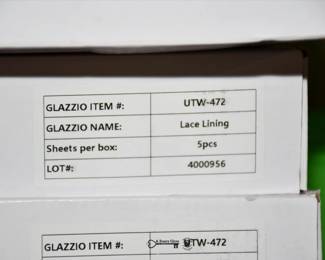 GLAZZIO ITEM #: UTW-472
GLAZZIO NAME: Lace Lining
Sheets per box: 5pcs
LOT#: 4000956
GLAZZIO ITEM #: UTW-472